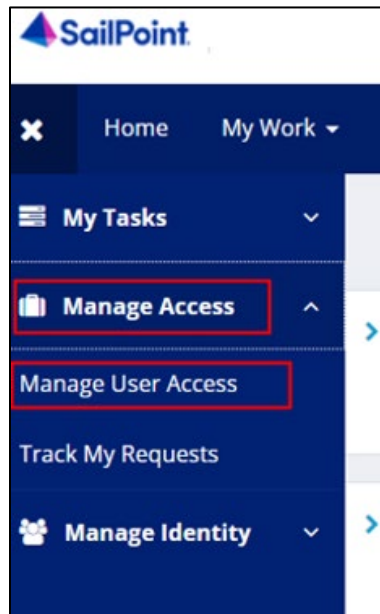 SailPoint
Home My Work
My Tasks
Manage Access
Manage User Access
Track My Requests
Manage Identity